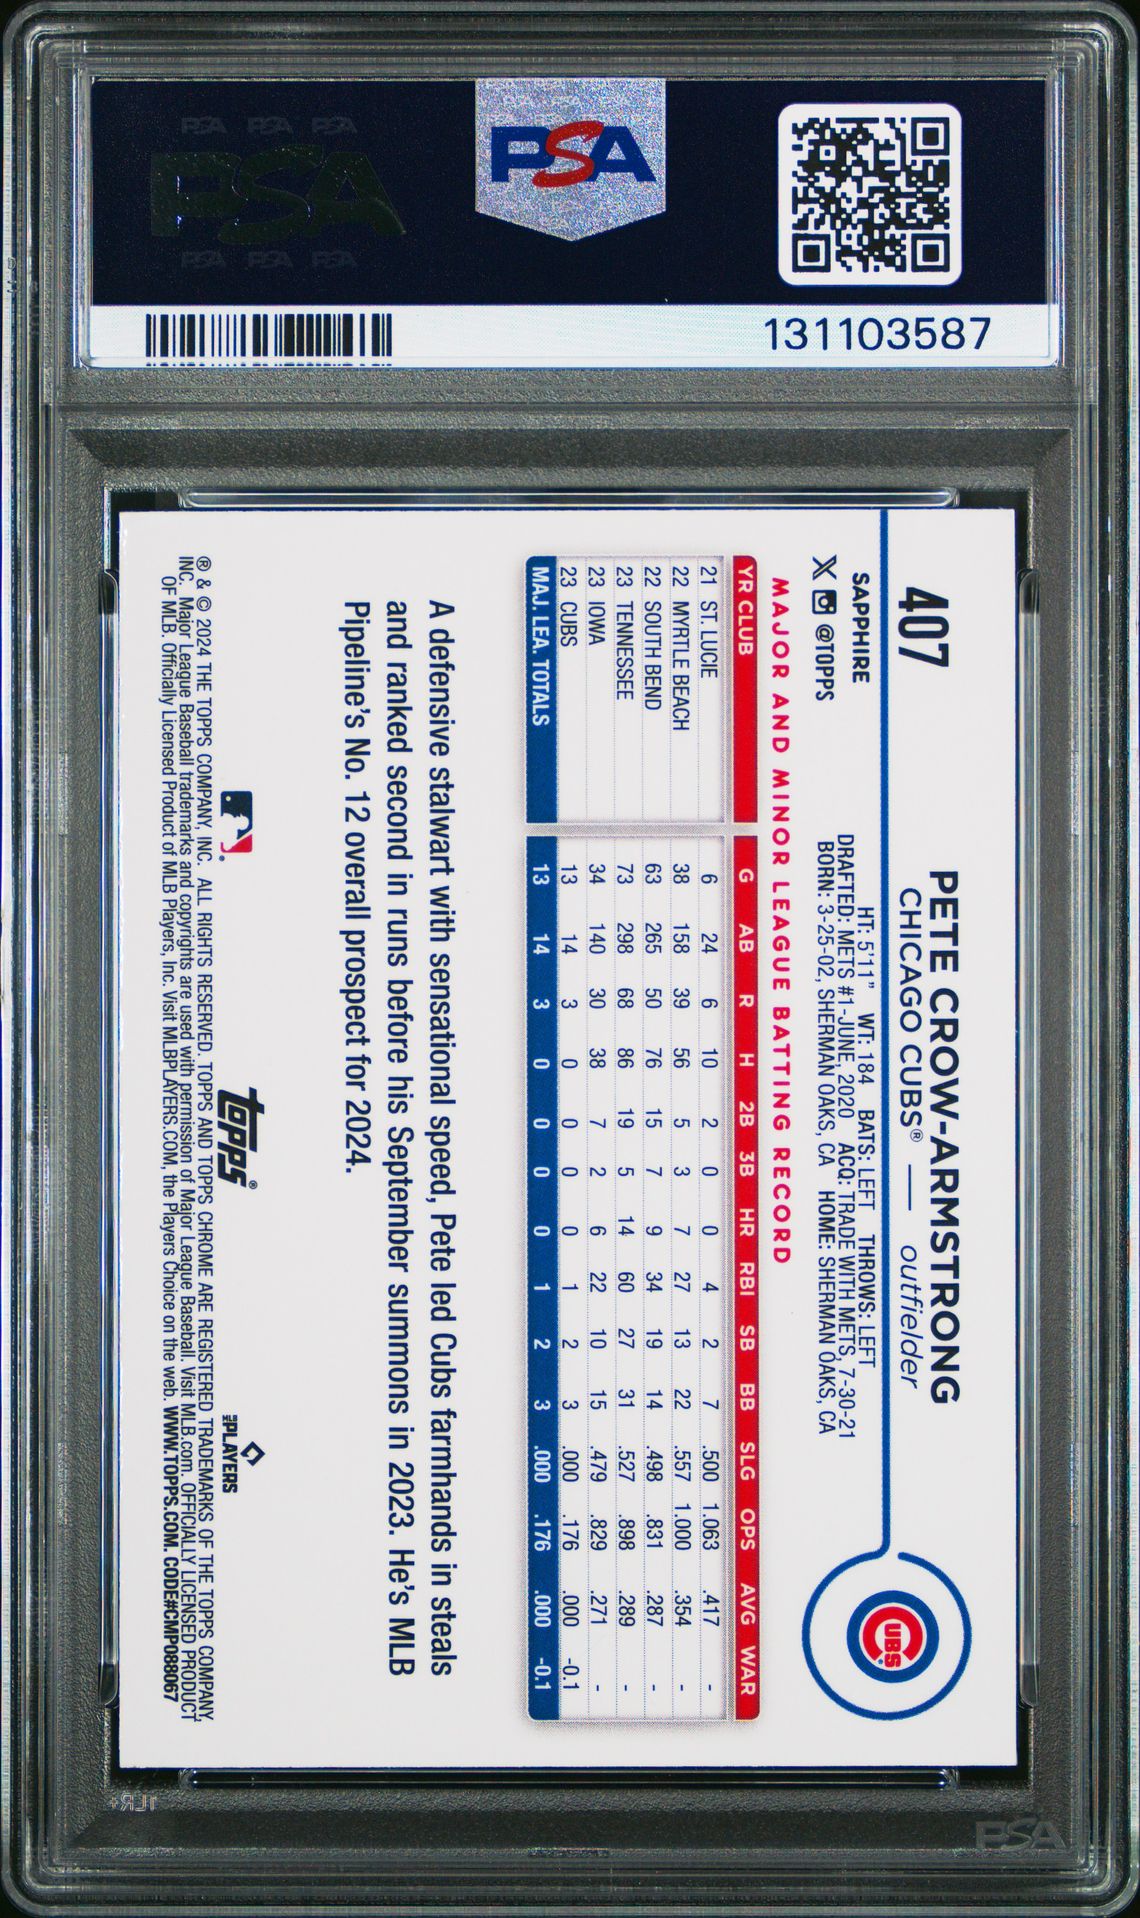 PSA PSA PSA
PSA
PSA PSA PSA
PSA
131103587
407
PETE CROW-ARMSTRONG
CHICAGO CUBS® — outfielder
SAPPHIRE
X @TOPPS
HT: 5'11" WT: 184 BATS: LEFT THROWS: LEFT
DRAFTED: METS #1-JUNE, 2020 ACQ: TRADE WITH METS, 7-30-21
BORN: 3-25-02, SHERMAN OAKS, CA HOME: SHERMAN OAKS, CA
CUBS
MAJOR AND MINOR LEAGUE BATTING RECORD
YR CLUB G AB R H 2B 3B HR RBI SB BB SLG OPS AVG WAR
21 ST. LUCIE 6 24 6 10 2 0 0 4 2 7 .500 1.063 .417 -
22 MYRTLE BEACH 38 158 39 56 5 3 7 27 13 22 .557 1.000 .354 -
22 SOUTH BEND 63 265 50 76 15 7 9 34 19 14 .498 .831 .287 -
23 TENNESSEE 73 298 68 86 19 5 14 60 27 31 .527 .898 .289 -
23 IOWA 34 140 30 38 7 2 6 22 10 15 .479 .829 .271 -
23 CUBS 13 14 3 0 0 0 0 1 2 3 .000 .176 .000 -0.1
MAJ. LEA. TOTALS 13 14 3 0 0 0 0 1 2 3 .000 .176 .000 -0.1
A defensive stalwart with sensational speed, Pete led Cubs farmhands in steals
and ranked second in runs before his September summons in 2023. He's MLB
Pipeline's No. 12 overall prospect for 2024.
topps®
PLAYERS
® & © 2024 THE TOPPS COMPANY, INC. ALL RIGHTS RESERVED. TOPPS AND TOPPS CHROME ARE REGISTERED TRADEMARKS OF THE TOPPS COMPANY,
INC. Major League Baseball trademarks and copyrights are used with permission of Major League Baseball. Visit MLB.com. OFFICIALLY LICENSED PRODUCT
OF MLB. Officially Licensed Product of MLB Players, Inc. Visit MLBPLAYERS.COM, the Players Choice on the web. WWW.TOPPS.COM. CODE#CMP088067
PSA